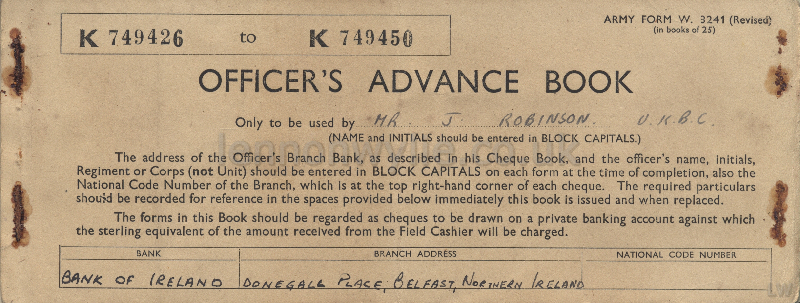 ARMY FORM W. 3241 (Revised)
(in books of 25)
K 749426 to K 749450
OFFICER'S ADVANCE BOOK
Only to be used by MR. J ROBINSON. U.K.B.C.
(NAME and INITIALS should be entered in BLOCK CAPITALS.)
The address of the Officer's Branch Bank, as described in his Cheque Book, and the officer's name, initials,
Regiment or Corps (not Unit) should be entered in BLOCK CAPITALS on each form at the time of completion, also the
National Code Number of the Branch, which is at the top right-hand corner of each cheque. The required particulars
should be recorded for reference in the spaces provided below immediately this book is issued and when replaced.
The forms in this Book should be regarded as cheques to be drawn on a private banking account against which
the sterling equivalent of the amount received from the Field Cashier will be charged.
BANK BRANCH ADDRESS NATIONAL CODE NUMBER
BANK OF IRELAND DONEGALL PLACE, BELFAST, NORTHERN IRELAND